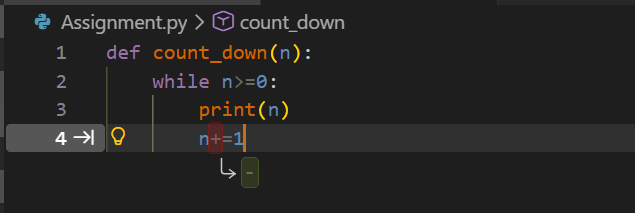 Assignment.py > count_down
1 def count_down(n):
2 while n>=0:
3 print(n)
4 n+=1
-